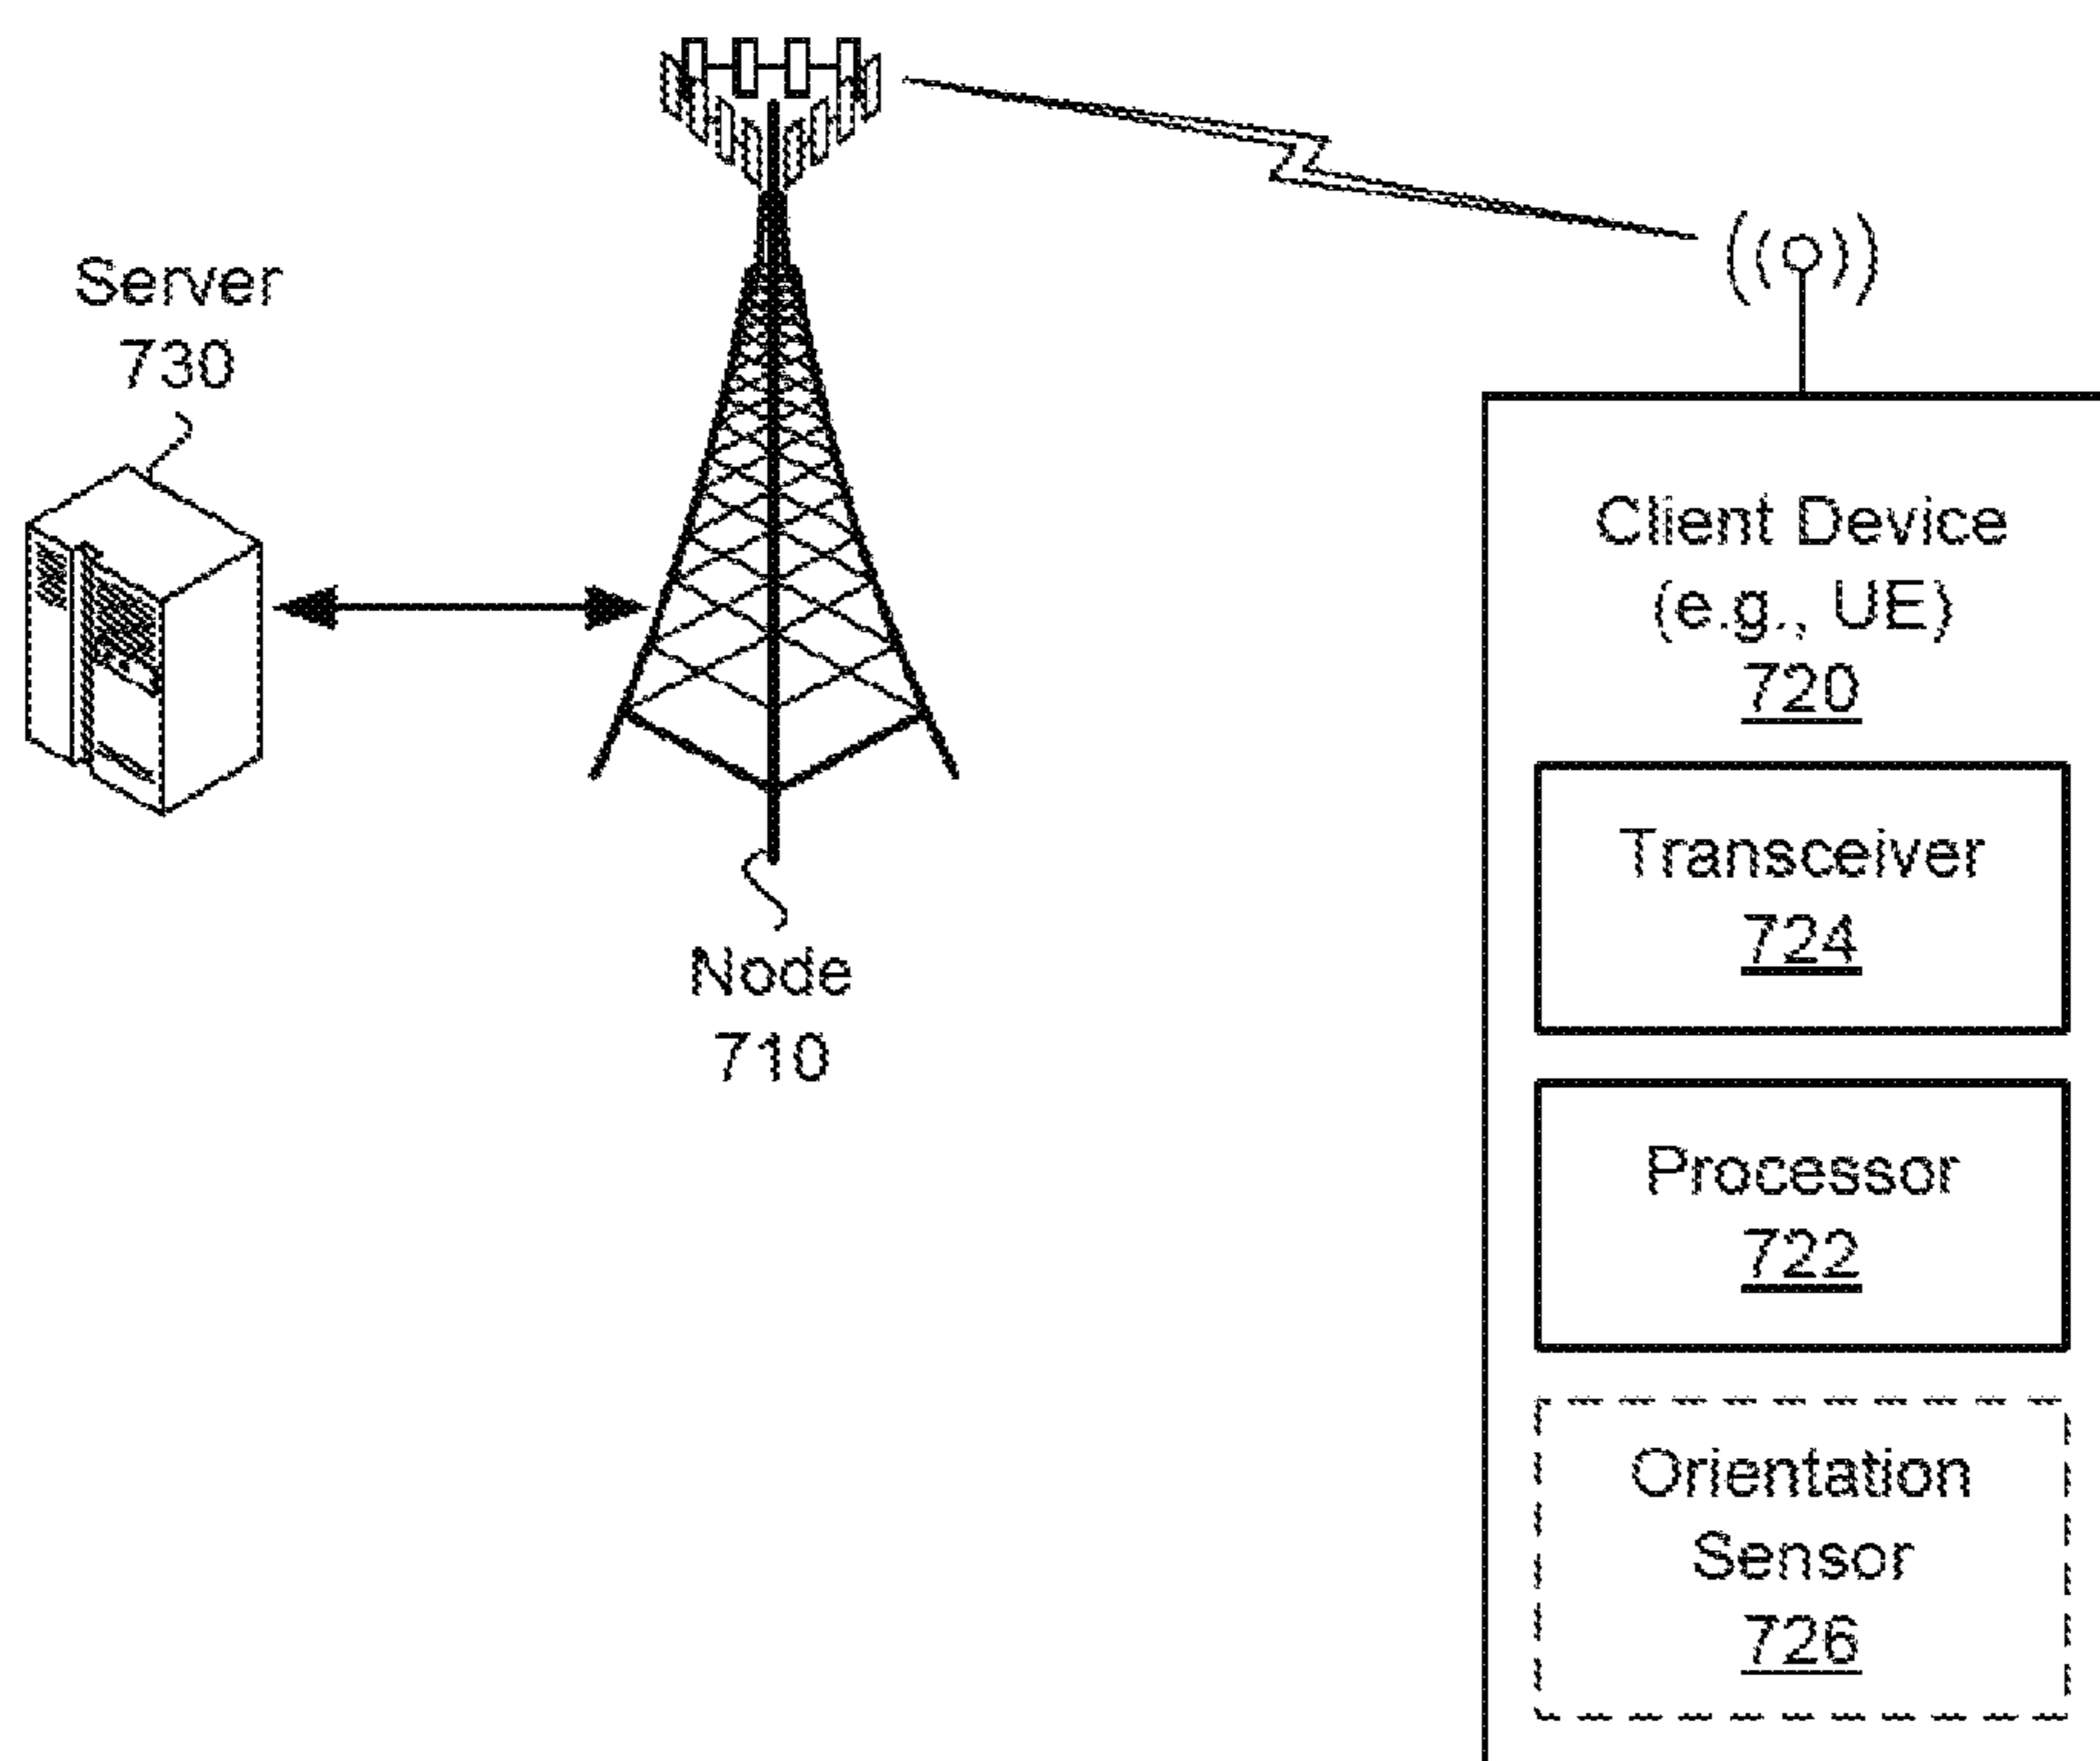 Server
730
Node
710
Client Device
(e.g., UE)
720
Transceiver
724
Processor
722
Orientation
Sensor
726